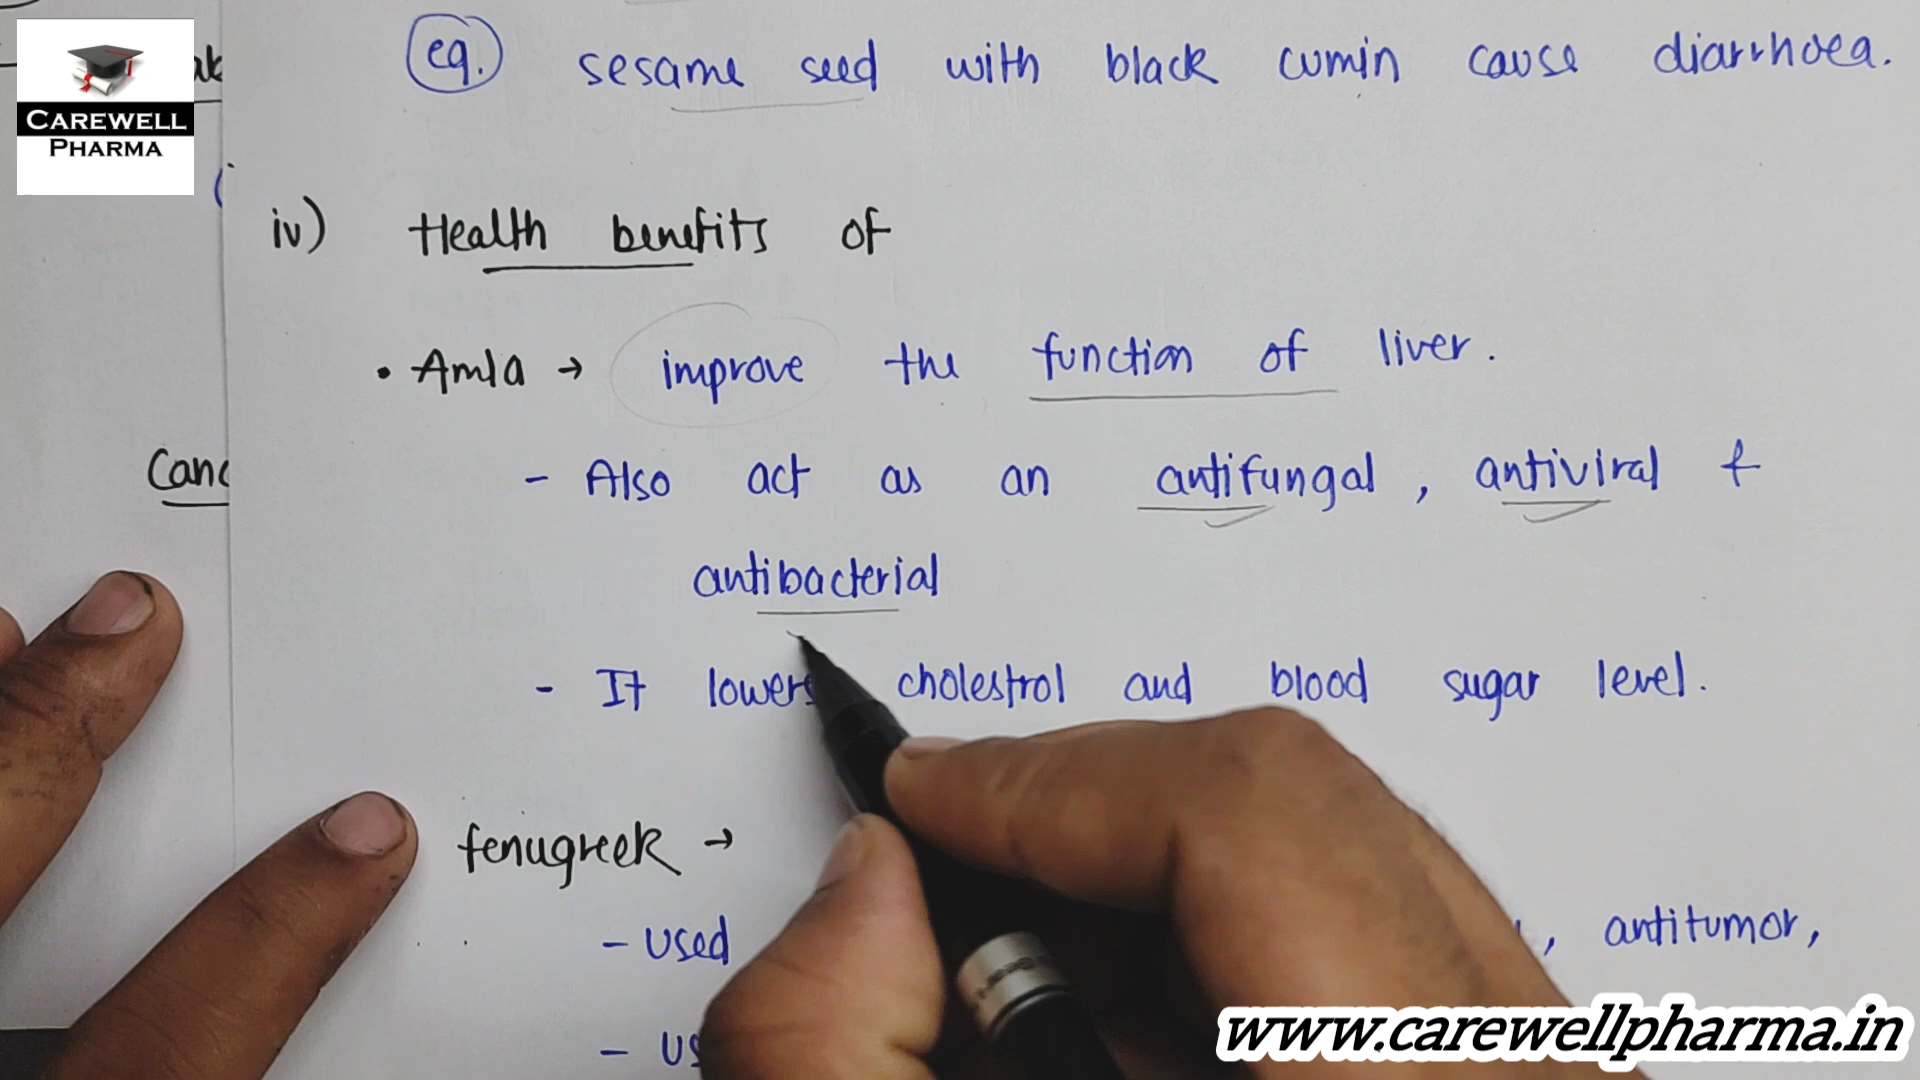 CAREWELL
PHARMA
eg. sesame seed with black cumin cause diarrhoea.
iv) Health benefits of
• Amla → improve the function of liver.
- Also act as an antifungal, antiviral &
antibacterial
- It lowers cholestrol and blood sugar level.
fenugreek →
- used , antitumor,
www.carewellpharma.in